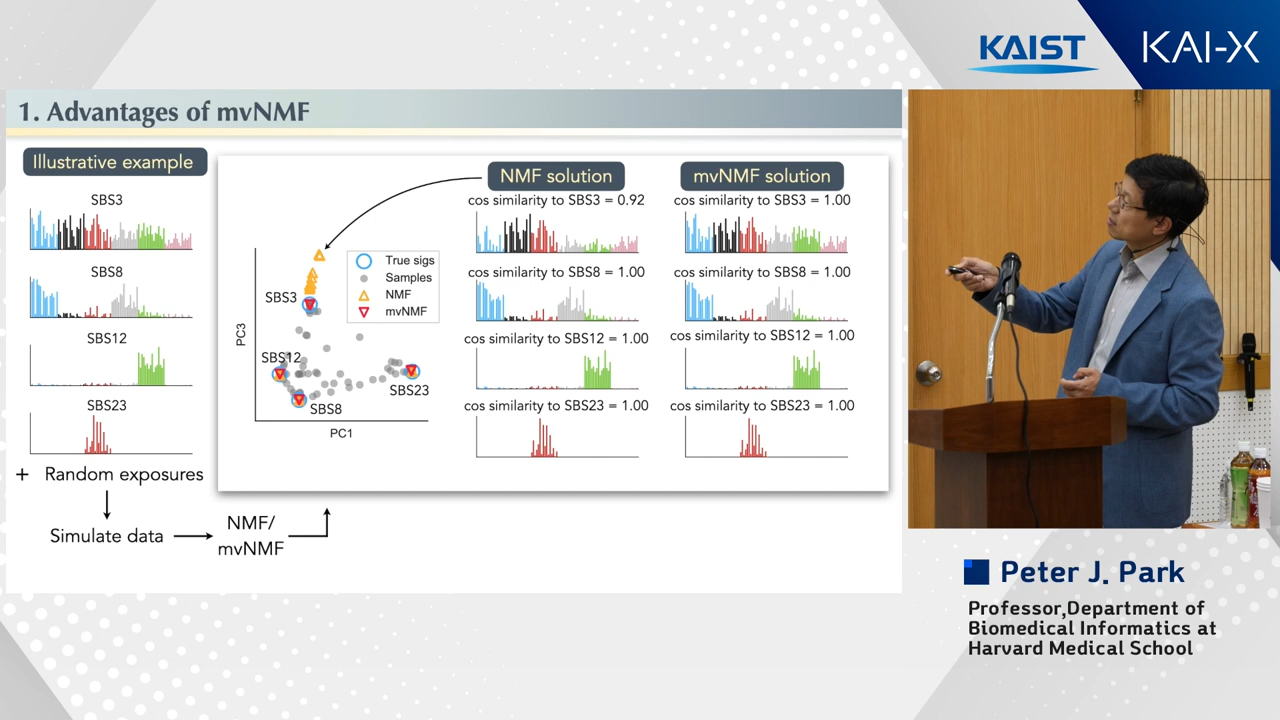 KAIST
KAI-X
1. Advantages of mvNMF
Illustrative example
SBS3
SBS8
SBS12
SBS23
+ Random exposures
Simulate data
NMF/
mvNMF
True sigs
Samples
NMF
mvNMF
SBS3
SBS12
SBS8
SBS23
PC3
PC1
NMF solution
cos similarity to SBS3 = 0.92
cos similarity to SBS8 = 1.00
cos similarity to SBS12 = 1.00
cos similarity to SBS23 = 1.00
mvNMF solution
cos similarity to SBS3 = 1.00
cos similarity to SBS8 = 1.00
cos similarity to SBS12 = 1.00
cos similarity to SBS23 = 1.00
Peter J. Park
Professor,Department of
Biomedical Informatics at
Harvard Medical School